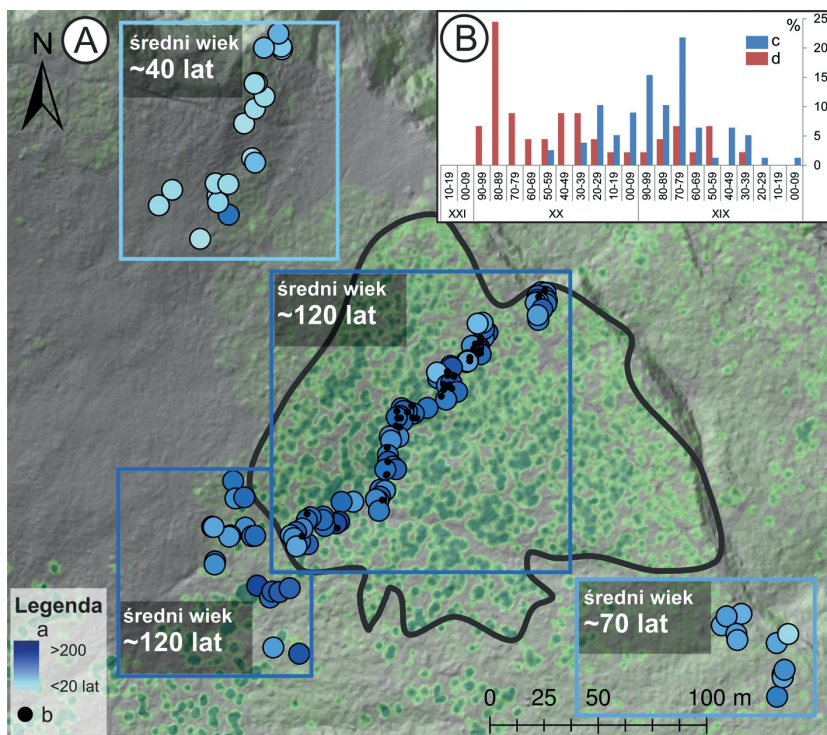 N
A
średni wiek
~40 lat
B
%
25
20
15
10
5
0
c
d
10-19
00-09
90-99
80-89
70-79
60-69
50-59
40-49
30-39
20-29
10-19
00-09
90-99
80-89
70-79
60-69
50-59
40-49
30-39
20-29
10-19
00-09
XXI
XX
XIX
średni wiek
~120 lat
średni wiek
~120 lat
średni wiek
~70 lat
Legenda
a
>200
<20 lat
b
0 25 50 100 m